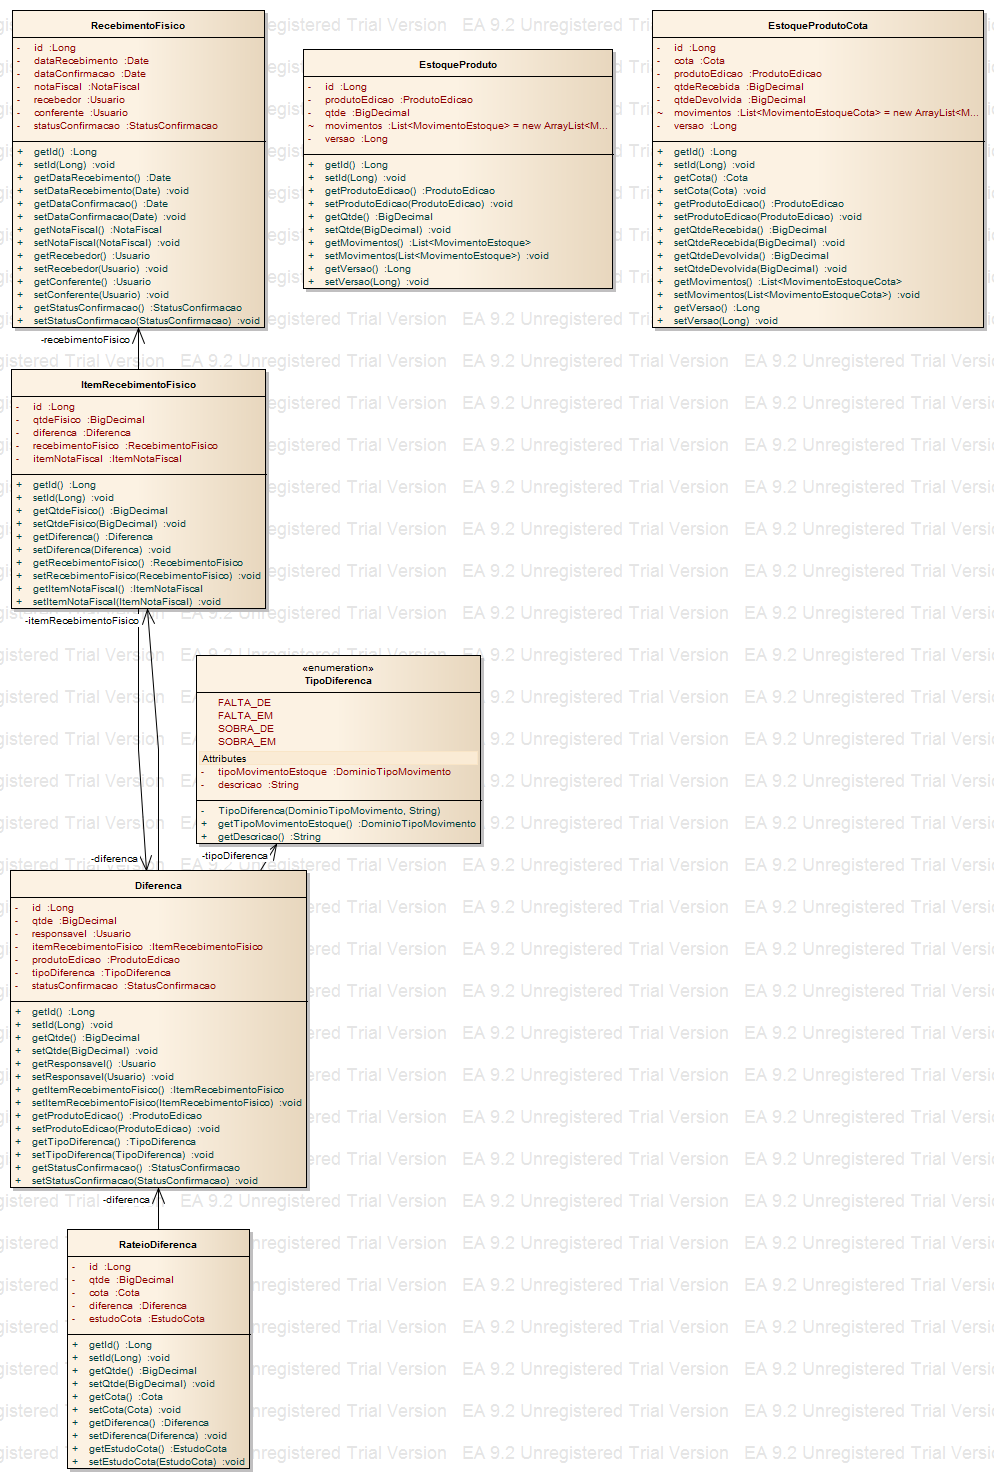 RecebimentoFisico
- id :Long
- dataRecebimento :Date
- dataConfirmacao :Date
- notaFiscal :NotaFiscal
- recebedor :Usuario
- conferente :Usuario
- statusConfirmacao :StatusConfirmacao
+ getId() :Long
+ setId(Long) :void
+ getDataRecebimento() :Date
+ setDataRecebimento(Date) :void
+ getDataConfirmacao() :Date
+ setDataConfirmacao(Date) :void
+ getNotaFiscal() :NotaFiscal
+ setNotaFiscal(NotaFiscal) :void
+ getRecebedor() :Usuario
+ setRecebedor(Usuario) :void
+ getConferente() :Usuario
+ setConferente(Usuario) :void
+ getStatusConfirmacao() :StatusConfirmacao
+ setStatusConfirmacao(StatusConfirmacao) :void
EstoqueProduto
- id :Long
- produtoEdicao :ProdutoEdicao
- qtde :BigDecimal
~ movimentos :List<MovimentoEstoque> = new ArrayList<M...
- versao :Long
+ getId() :Long
+ setId(Long) :void
+ getProdutoEdicao() :ProdutoEdicao
+ setProdutoEdicao(ProdutoEdicao) :void
+ getQtde() :BigDecimal
+ setQtde(BigDecimal) :void
+ getMovimentos() :List<MovimentoEstoque>
+ setMovimentos(List<MovimentoEstoque>) :void
+ getVersao() :Long
+ setVersao(Long) :void
EstoqueProdutoCota
- id :Long
- cota :Cota
- produtoEdicao :ProdutoEdicao
- qtdeRecebida :BigDecimal
- qtdeDevolvida :BigDecimal
~ movimentos :List<MovimentoEstoqueCota> = new ArrayList<M...
- versao :Long
+ getId() :Long
+ setId(Long) :void
+ getCota() :Cota
+ setCota(Cota) :void
+ getProdutoEdicao() :ProdutoEdicao
+ setProdutoEdicao(ProdutoEdicao) :void
+ getQtdeRecebida() :BigDecimal
+ setQtdeRecebida(BigDecimal) :void
+ getQtdeDevolvida() :BigDecimal
+ setQtdeDevolvida(BigDecimal) :void
+ getMovimentos() :List<MovimentoEstoqueCota>
+ setMovimentos(List<MovimentoEstoqueCota>) :void
+ getVersao() :Long
+ setVersao(Long) :void
-recebimentoFisico
ItemRecebimentoFisico
- id :Long
- qtdeFisico :BigDecimal
- diferenca :Diferenca
- recebimentoFisico :RecebimentoFisico
- itemNotaFiscal :ItemNotaFiscal
+ getId() :Long
+ setId(Long) :void
+ getQtdeFisico() :BigDecimal
+ setQtdeFisico(BigDecimal) :void
+ getDiferenca() :Diferenca
+ setDiferenca(Diferenca) :void
+ getRecebimentoFisico() :RecebimentoFisico
+ setRecebimentoFisico(RecebimentoFisico) :void
+ getItemNotaFiscal() :ItemNotaFiscal
+ setItemNotaFiscal(ItemNotaFiscal) :void
-itemRecebimentoFisico
«enumeration»
TipoDiferenca
FALTA_DE
FALTA_EM
SOBRA_DE
SOBRA_EM
Attributes
- tipoMovimentoEstoque :DominioTipoMovimento
- descricao :String
- TipoDiferenca(DominioTipoMovimento, String)
+ getTipoMovimentoEstoque() :DominioTipoMovimento
+ getDescricao() :String
-diferenca
-tipoDiferenca
Diferenca
- id :Long
- qtde :BigDecimal
- responsavel :Usuario
- itemRecebimentoFisico :ItemRecebimentoFisico
- produtoEdicao :ProdutoEdicao
- tipoDiferenca :TipoDiferenca
- statusConfirmacao :StatusConfirmacao
+ getId() :Long
+ setId(Long) :void
+ getQtde() :BigDecimal
+ setQtde(BigDecimal) :void
+ getResponsavel() :Usuario
+ setResponsavel(Usuario) :void
+ getItemRecebimentoFisico() :ItemRecebimentoFisico
+ setItemRecebimentoFisico(ItemRecebimentoFisico) :void
+ getProdutoEdicao() :ProdutoEdicao
+ setProdutoEdicao(ProdutoEdicao) :void
+ getTipoDiferenca() :TipoDiferenca
+ setTipoDiferenca(TipoDiferenca) :void
+ getStatusConfirmacao() :StatusConfirmacao
+ setStatusConfirmacao(StatusConfirmacao) :void
-diferenca
RateioDiferenca
- id :Long
- qtde :BigDecimal
- cota :Cota
- diferenca :Diferenca
- estudoCota :EstudoCota
+ getId() :Long
+ setId(Long) :void
+ getQtde() :BigDecimal
+ setQtde(BigDecimal) :void
+ getCota() :Cota
+ setCota(Cota) :void
+ getDiferenca() :Diferenca
+ setDiferenca(Diferenca) :void
+ getEstudoCota() :EstudoCota
+ setEstudoCota(EstudoCota) :void
EA 9.2 Unregistered Trial Version